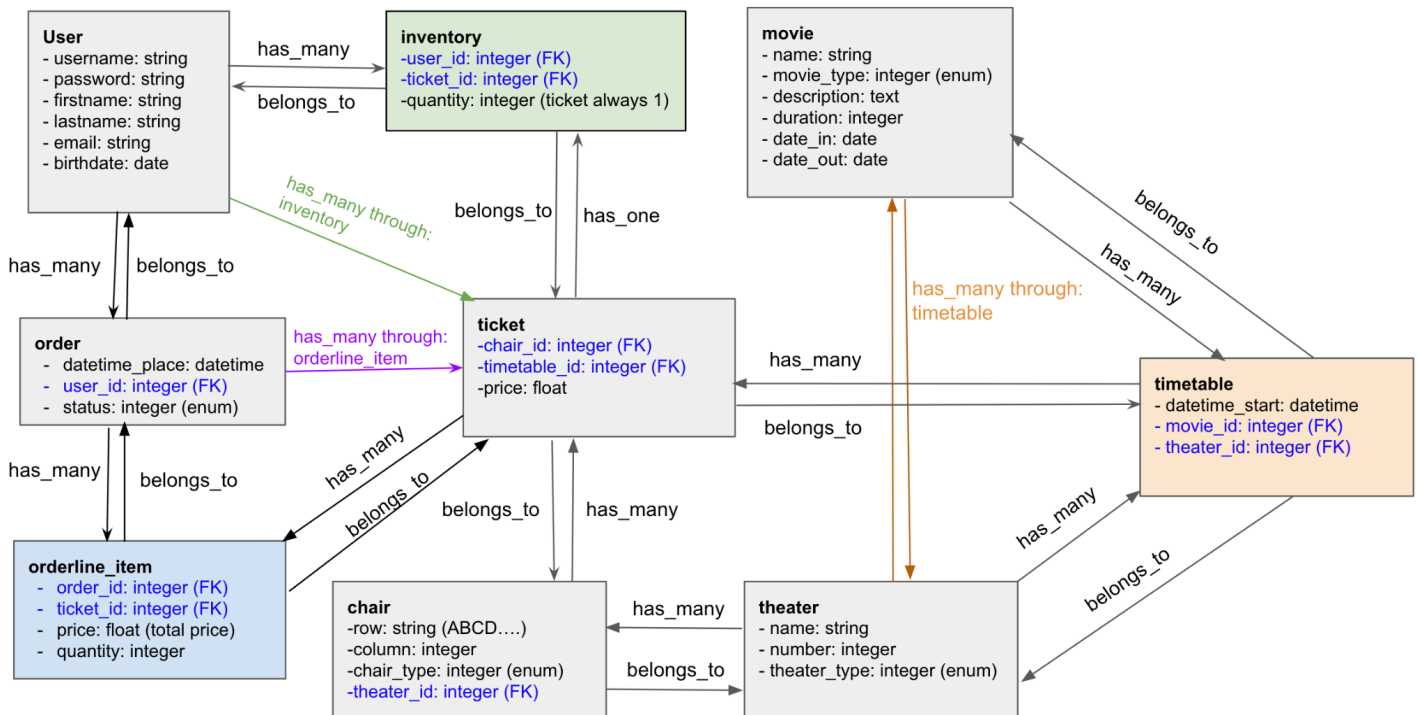 User
- username: string
- password: string
- firstname: string
- lastname: string
- email: string
- birthdate: date
has_many
belongs_to
inventory
-user_id: integer (FK)
-ticket_id: integer (FK)
-quantity: integer (ticket always 1)
movie
- name: string
- movie_type: integer (enum)
- description: text
- duration: integer
- date_in: date
- date_out: date
has_many through:
inventory
belongs_to
has_one
belongs_to
has_many
has_many
belongs_to
has_many through:
timetable
order
- datetime_place: datetime
- user_id: integer (FK)
- status: integer (enum)
has_many through:
orderline_item
ticket
-chair_id: integer (FK)
-timetable_id: integer (FK)
-price: float
has_many
belongs_to
timetable
- datetime_start: datetime
- movie_id: integer (FK)
- theater_id: integer (FK)
has_many
belongs_to
has_many
belongs_to
belongs_to
has_many
has_many
belongs_to
orderline_item
- order_id: integer (FK)
- ticket_id: integer (FK)
- price: float (total price)
- quantity: integer
chair
-row: string (ABCD....)
-column: integer
-chair_type: integer (enum)
-theater_id: integer (FK)
has_many
belongs_to
theater
- name: string
- number: integer
- theater_type: integer (enum)